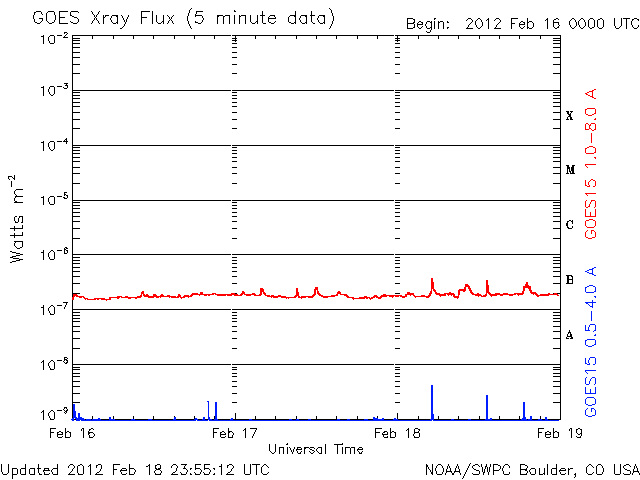 GOES Xray Flux (5 minute data)
Begin: 2012 Feb 16 0000 UTC
10-2
10-3
10-4
10-5
10-6
10-7
10-8
10-9
Watts m-2
X
M
C
B
A
GOES15 1.0-8.0 A
GOES15 0.5-4.0 A
Feb 16
Feb 17
Feb 18
Feb 19
Universal Time
Updated 2012 Feb 18 23:55:12 UTC
NOAA/SWPC Boulder, CO USA